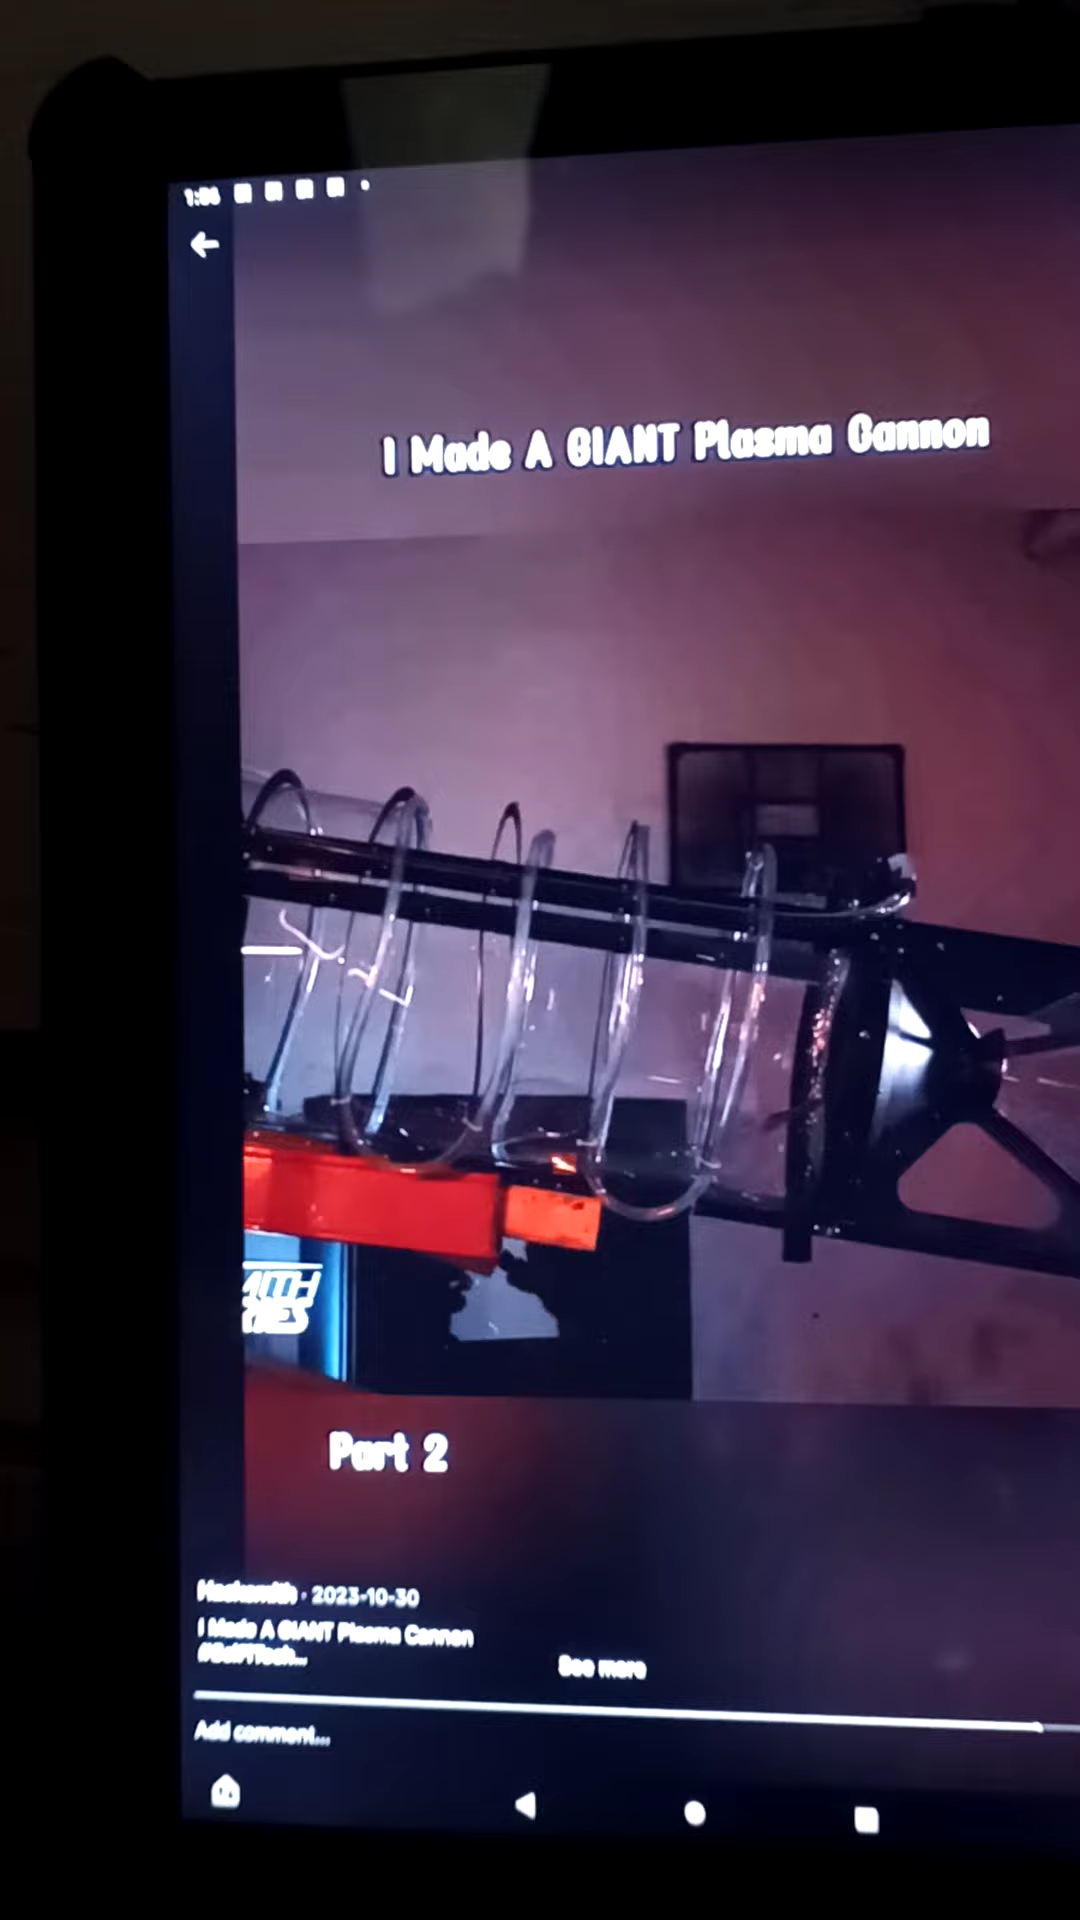 1:06
I Made A GIANT Plasma Cannon
Part 2
Hacksmith · 2023-10-30
I Made A GIANT Plasma Cannon
See more
Add comment...